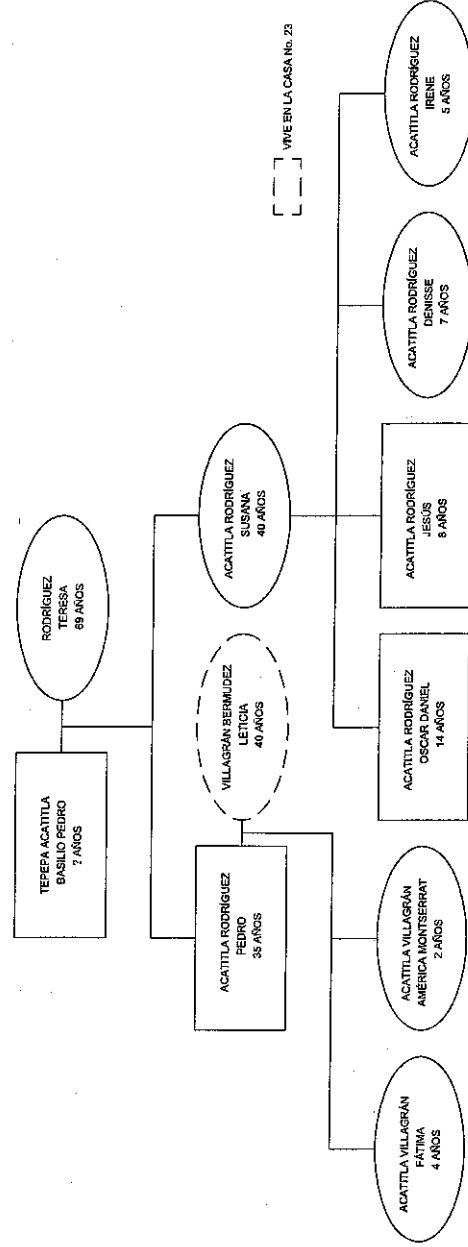 TEPEPA ACATITLA
BASILIO PEDRO
? AÑOS
RODRÍGUEZ
TERESA
69 AÑOS
ACATITLA RODRÍGUEZ
PEDRO
35 AÑOS
VILLAGRÁN BERMUDEZ
LETICIA
40 AÑOS
ACATITLA RODRÍGUEZ
SUSANA
40 AÑOS
VIVE EN LA CASA No. 23
ACATITLA VILLAGRÁN
FÁTIMA
4 AÑOS
ACATITLA VILLAGRÁN
AMÉRICA MONTSERRAT
2 AÑOS
ACATITLA RODRÍGUEZ
OSCAR DANIEL
14 AÑOS
ACATITLA RODRÍGUEZ
JESÚS
8 AÑOS
ACATITLA RODRÍGUEZ
DENISSE
7 AÑOS
ACATITLA RODRÍGUEZ
IRENE
5 AÑOS